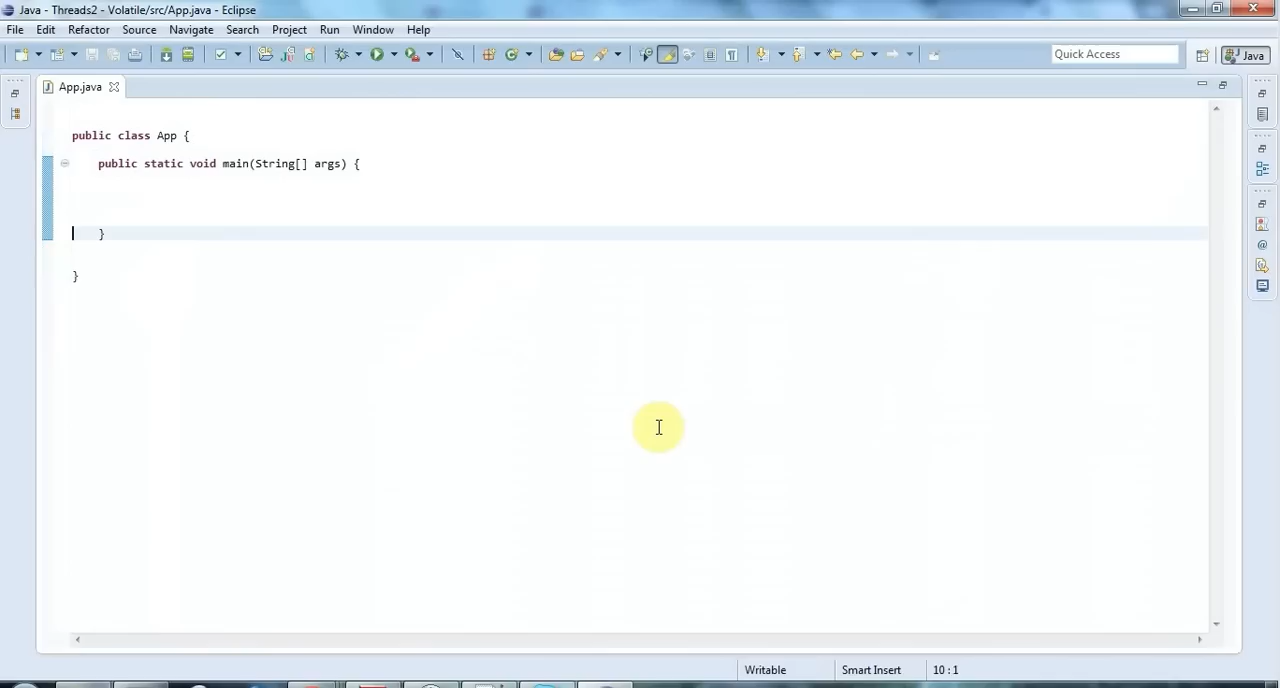 Java - Threads2 - Volatile/src/App.java - Eclipse
File Edit Refactor Source Navigate Search Project Run Window Help
Quick Access
Java
App.java
public class App {
public static void main(String[] args) {
}
}
Writable
Smart Insert
10 : 1